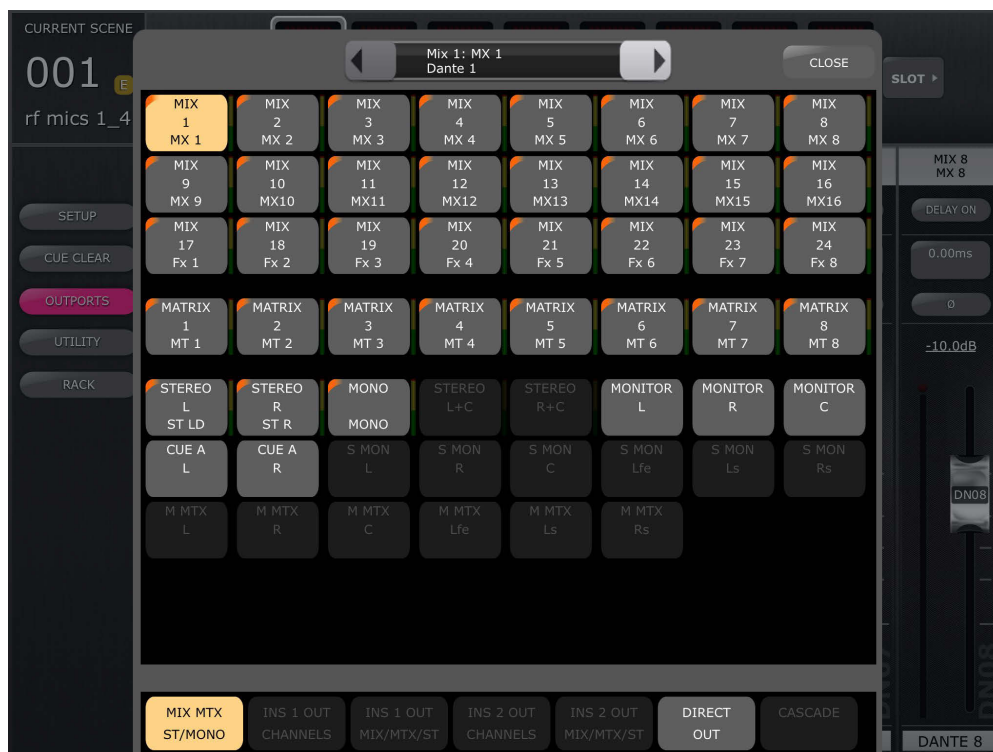 CURRENT SCENE
001
E
rf mics 1_4
Mix 1: MX 1
Dante 1
CLOSE
SLOT
MIX 1 MX 1
MIX 2 MX 2
MIX 3 MX 3
MIX 4 MX 4
MIX 5 MX 5
MIX 6 MX 6
MIX 7 MX 7
MIX 8 MX 8
MIX 9 MX 9
MIX 10 MX10
MIX 11 MX11
MIX 12 MX12
MIX 13 MX13
MIX 14 MX14
MIX 15 MX15
MIX 16 MX16
MIX 17 Fx 1
MIX 18 Fx 2
MIX 19 Fx 3
MIX 20 Fx 4
MIX 21 Fx 5
MIX 22 Fx 6
MIX 23 Fx 7
MIX 24 Fx 8
MATRIX 1 MT 1
MATRIX 2 MT 2
MATRIX 3 MT 3
MATRIX 4 MT 4
MATRIX 5 MT 5
MATRIX 6 MT 6
MATRIX 7 MT 7
MATRIX 8 MT 8
STEREO L ST LD
STEREO R ST R
MONO MONO
STEREO L+C
STEREO R+C
MONITOR L
MONITOR R
MONITOR C
CUE A L
CUE A R
S MON L
S MON R
S MON C
S MON Lfe
S MON Ls
S MON Rs
M MTX L
M MTX R
M MTX C
M MTX Lfe
M MTX Ls
M MTX Rs
SETUP
CUE CLEAR
OUTPORTS
UTILITY
RACK
MIX 8
MX 8
DELAY ON
0.00ms
Ø
-10.0dB
DN08
DN07
DN08
DANTE 8
MIX MTX ST/MONO
INS 1 OUT CHANNELS
INS 1 OUT MIX/MTX/ST
INS 2 OUT CHANNELS
INS 2 OUT MIX/MTX/ST
DIRECT OUT
CASCADE